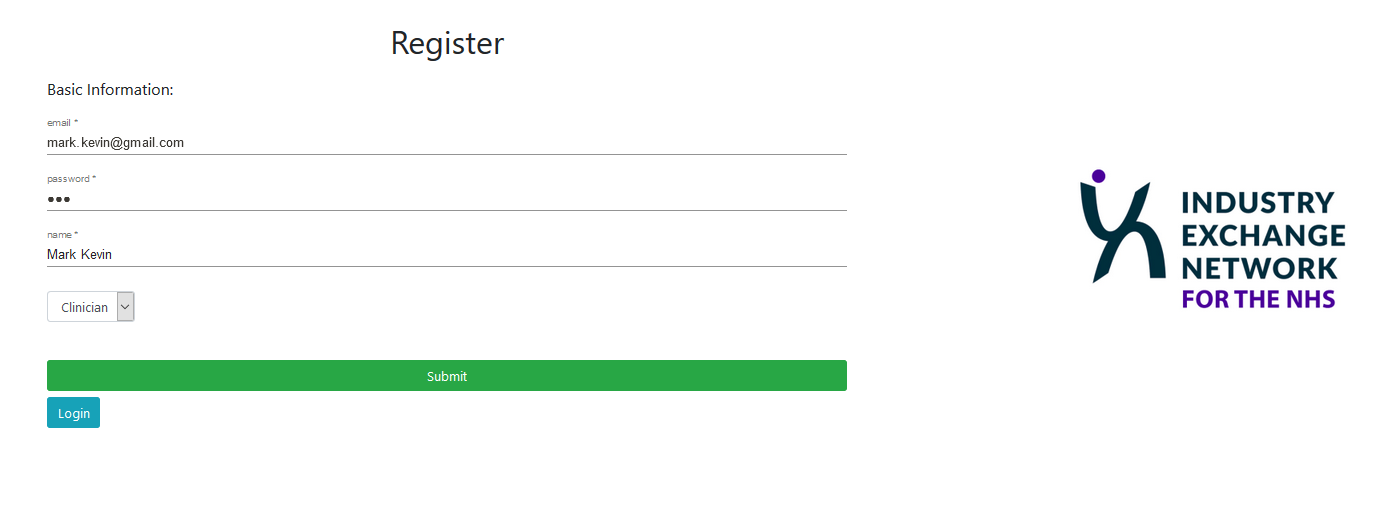 Register
Basic Information:
email *
mark.kevin@gmail.com
password *
●●●
name *
Mark Kevin
Clinician
Submit
Login
INDUSTRY
EXCHANGE
NETWORK
FOR THE NHS